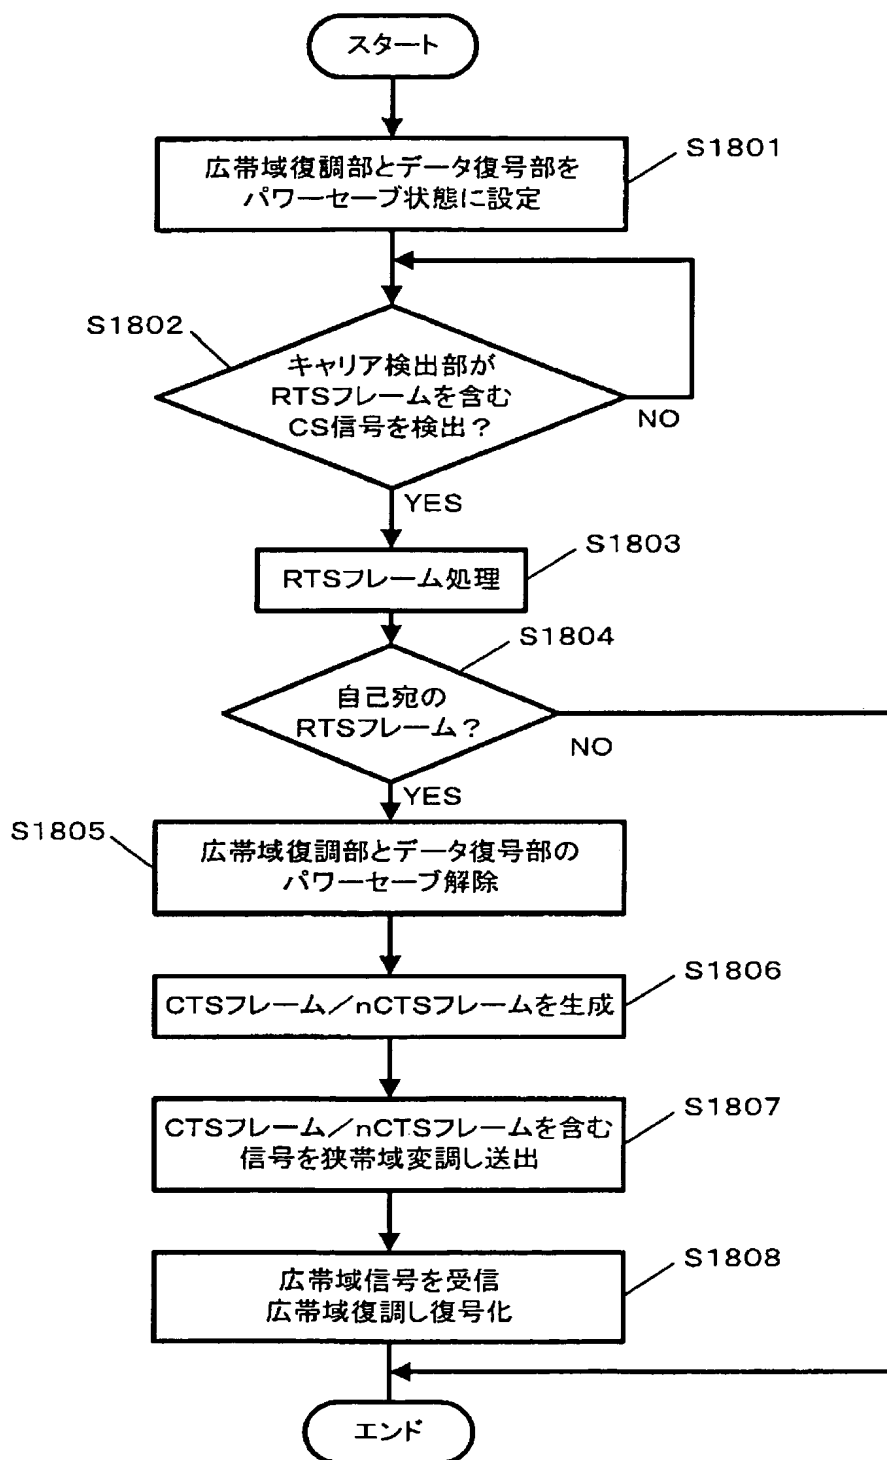 スタート
S1801
広帯域復調部とデータ復号部を
パワーセーブ状態に設定
S1802
キャリア検出部が
RTSフレームを含む
CS信号を検出？
NO
YES
S1803
RTSフレーム処理
S1804
自己宛の
RTSフレーム？
NO
YES
S1805
広帯域復調部とデータ復号部の
パワーセーブ解除
S1806
CTSフレーム／nCTSフレームを生成
S1807
CTSフレーム／nCTSフレームを含む
信号を狭帯域変調し送出
S1808
広帯域信号を受信
広帯域復調し復号化
エンド